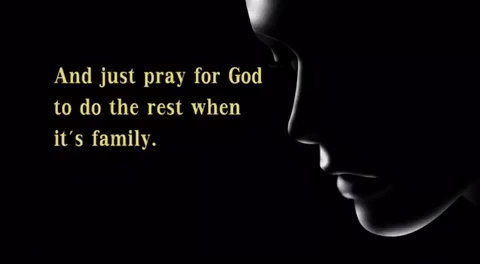 And just pray for God
to do the rest when
it's family.